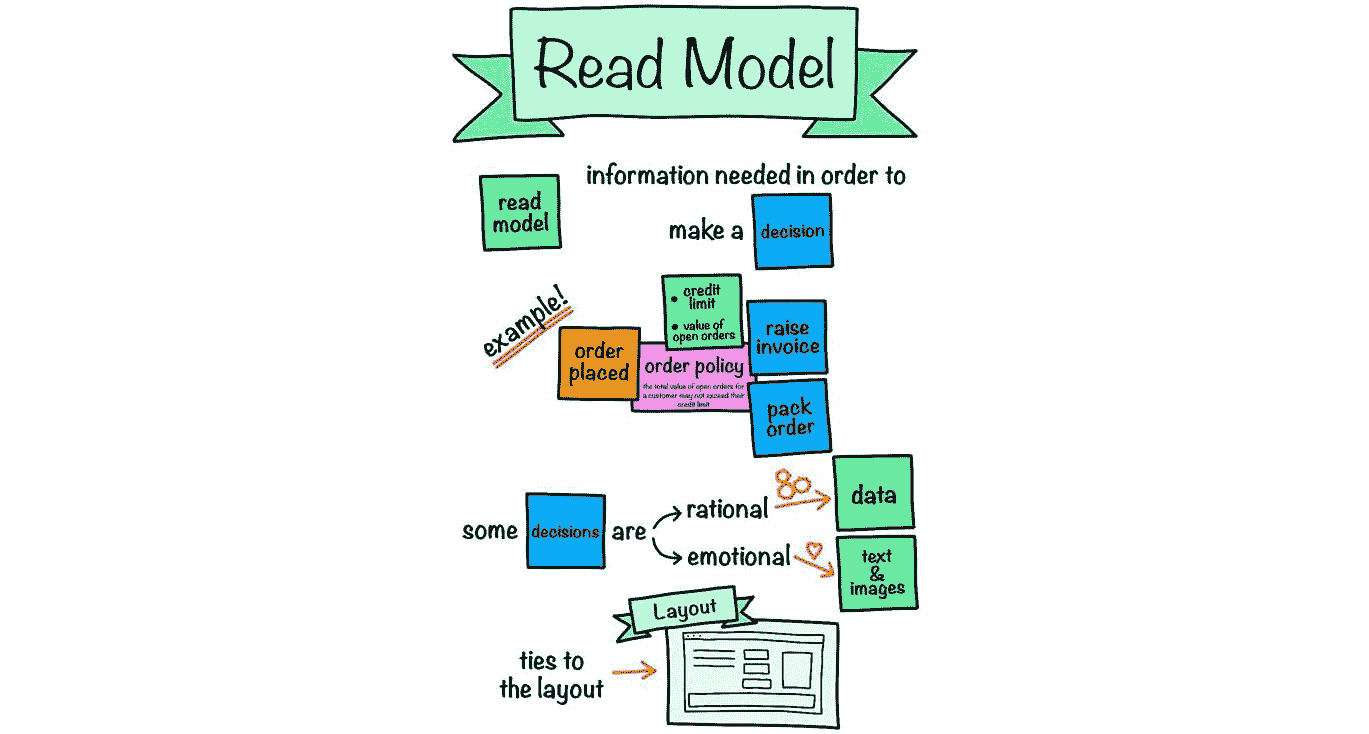 Read Model
read
model
information needed in order to
make a decision
example!
• credit
limit
• value of
open orders
order
placed
order policy
the total value of open orders for
a customer may not exceed their
credit limit
raise
invoice
pack
order
some decisions are
rational
data
emotional
text
&
images
Layout
ties to
the layout